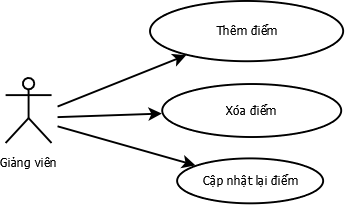 Thêm điểm
Xóa điểm
Giảng viên
Cập nhật lại điểm